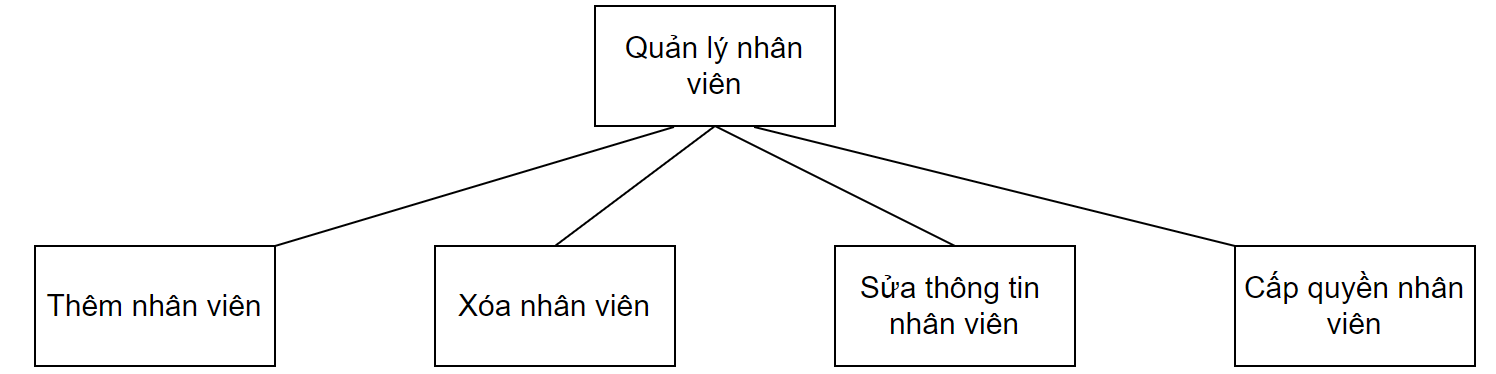 Quản lý nhân
viên
Thêm nhân viên
Xóa nhân viên
Sửa thông tin
nhân viên
Cấp quyền nhân
viên